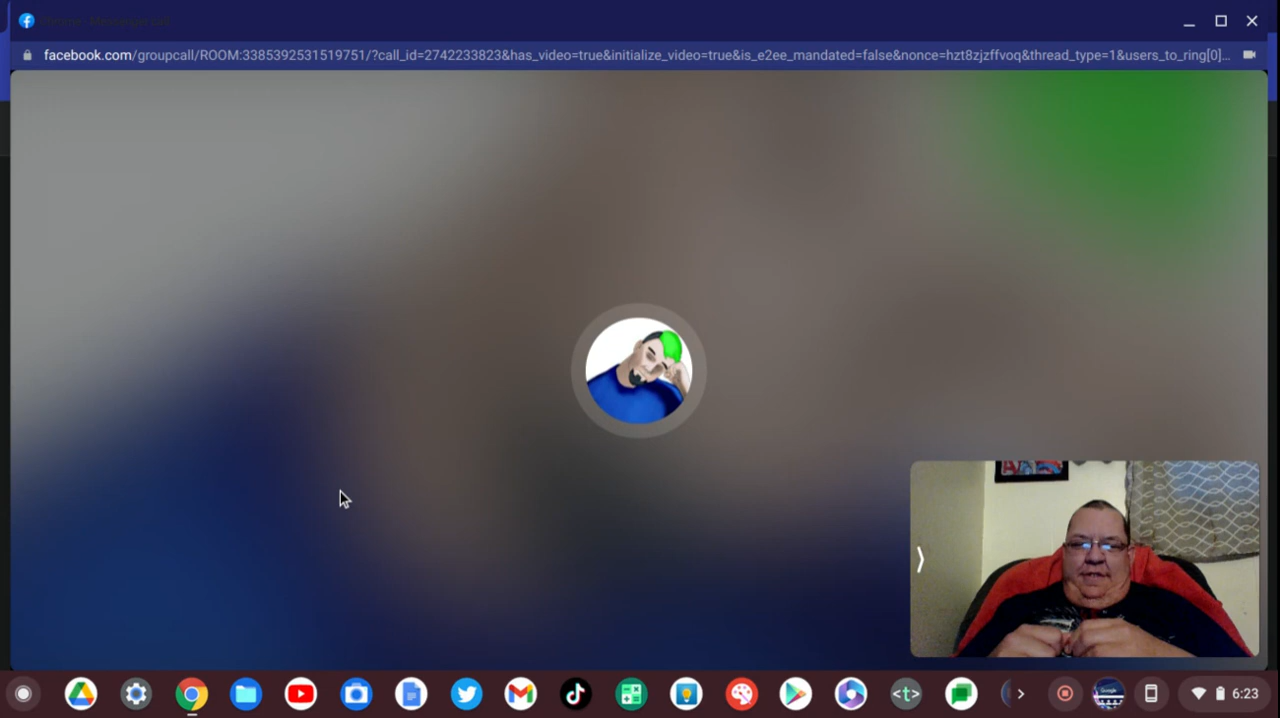 facebook.com/groupcall/ROOM:3385392531519751/?call_id=2742233823&has_video=true&initialize_video=true&is_e2ee_mandated=false&nonce=hzt8zjzffvoq&thread_type=1&users_to_ring[0]...
<t>
6:23